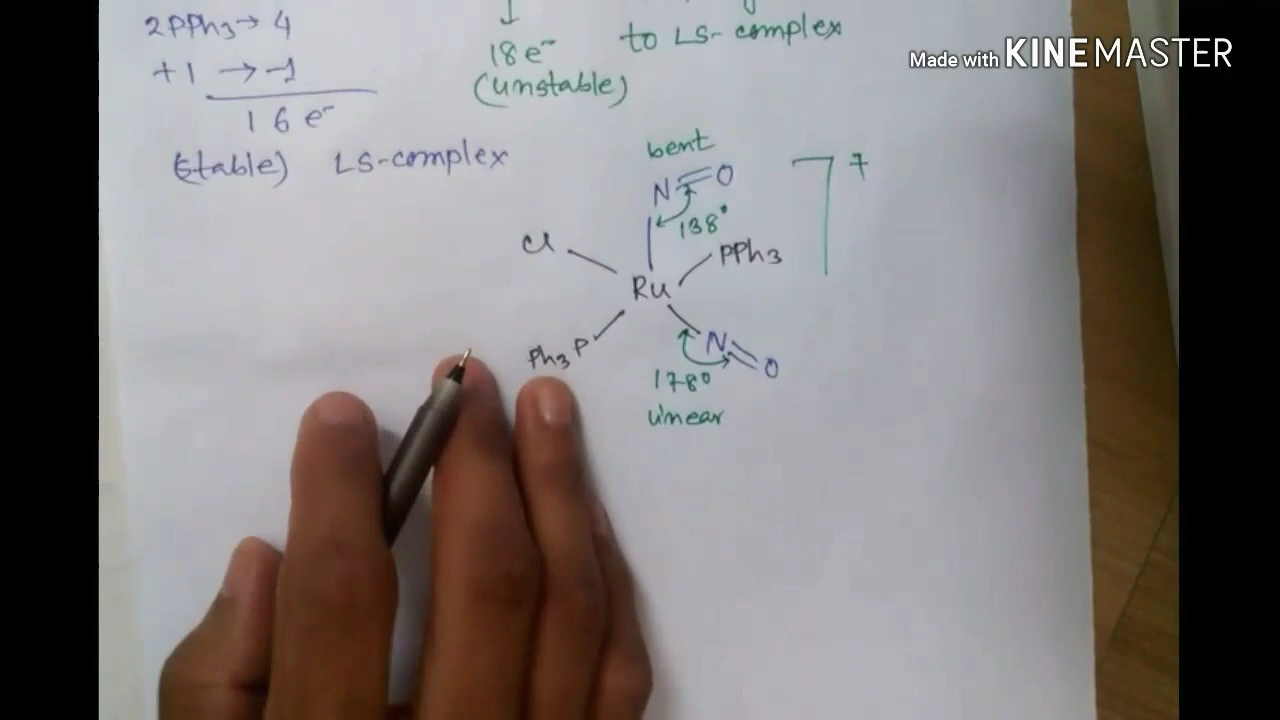 2PPh3→ 4
+1 → -1
16 e-
(stable) LS-complex
↓
18 e-
(unstable)
to LS- complex
Made with KINEMASTER
bent
N=O
138°
Cl
PPh3
Ru
Ph3P
N=O
178°
linear
+